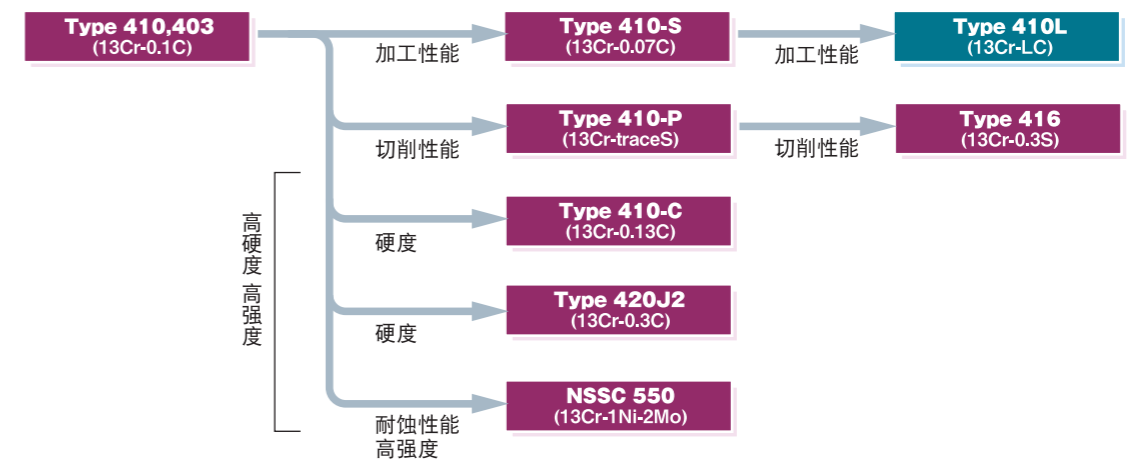 Type 410,403
(13Cr-0.1C)
加工性能
Type 410-S
(13Cr-0.07C)
加工性能
Type 410L
(13Cr-LC)
切削性能
Type 410-P
(13Cr-traceS)
切削性能
Type 416
(13Cr-0.3S)
高硬度 高强度
硬度
Type 410-C
(13Cr-0.13C)
硬度
Type 420J2
(13Cr-0.3C)
耐蚀性能
高强度
NSSC 550
(13Cr-1Ni-2Mo)